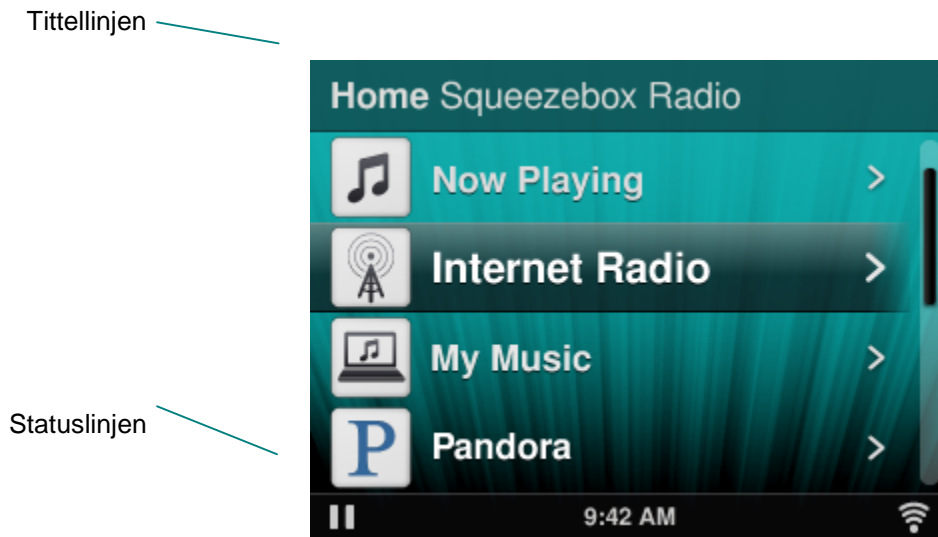 Tittellinjen
Home Squeezebox Radio
Now Playing
Internet Radio
My Music
Statuslinjen
P Pandora
9:42 AM